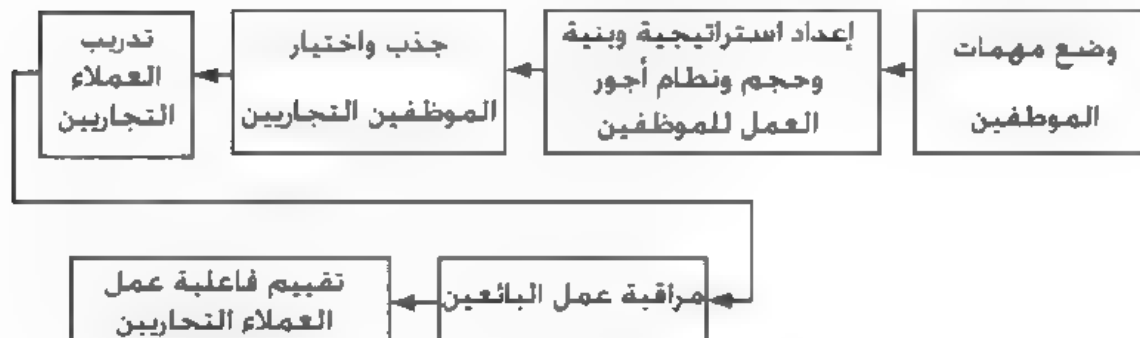 وضع مهمات
الموظفين
إعداد استراتيجية وبنية
وحجم ونظام أجور
العمل للموظفين
جذب واختيار
الموظفين التجاريين
تدريب
العملاء
التجاريين
مراقبة عمل البائعين
تقييم فاعلية عمل
العملاء التجاريين